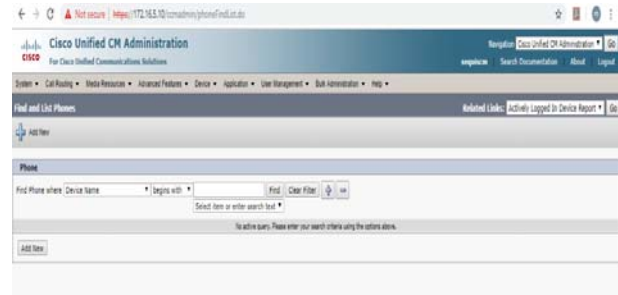 Not secure | https://172.16.5.10/ccmadmin/phoneFindList.do
Cisco Unified CM Administration
CISCO For Cisco Unified Communications Solutions
Navigation Cisco Unified CM Administration Go
Search Documentation About Logout
System Call Routing Media Resources Advanced Features Device Application User Management Bulk Administration Help
Find and List Phones
Related Links: Actively Logged In Device Report Go
Add New
Phone
Find Phone where Device Name begins with Find Clear Filter
Select item or enter search text
No active query. Please enter your search criteria using the options above.
Add New